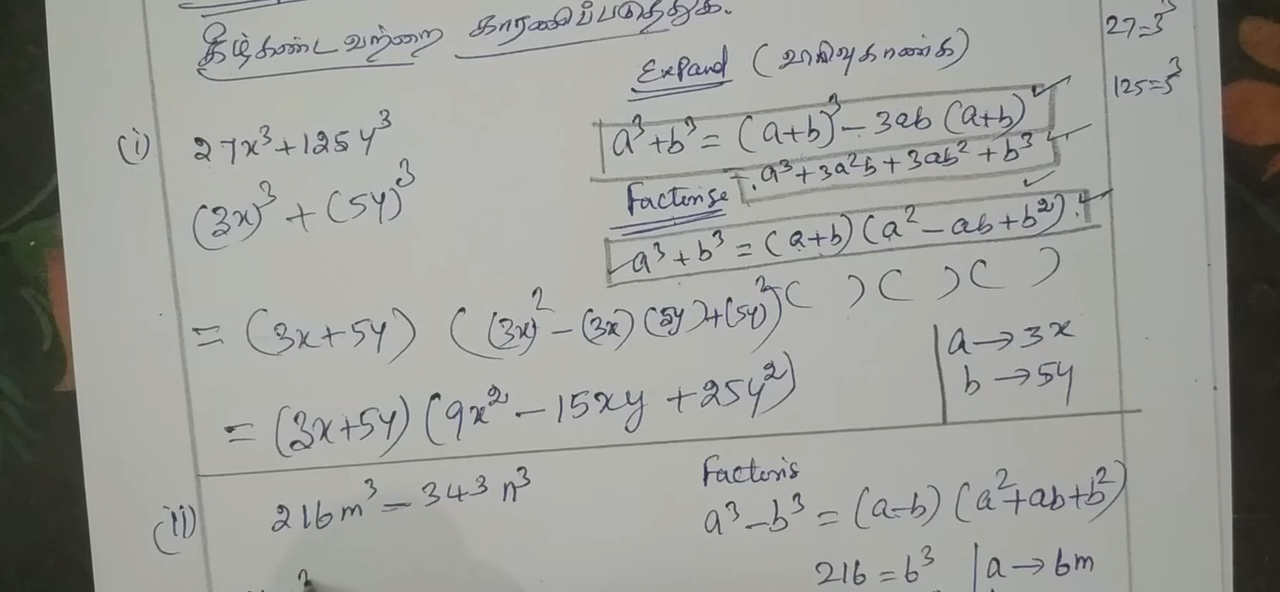 கீழ்கண்டவற்றை காரணிப்படுத்துக.
27=3³
125=5³
Expand (விரிவு காண்க)
(i) 27x³+125y³
a³+b³=(a+b)³-3ab(a+b)
a³+3a²b+3ab²+b³
(3x)³+(5y)³
Factorise
a³+b³=(a+b)(a²-ab+b²).
=(3x+5y) ((3x)²-(3x)(5y)+(5y)²) ( ) ( ) ( )
a→3x
b→5y
=(3x+5y)(9x²-15xy+25y²)
(ii) 216m³-343n³
Factoris
a³-b³=(a-b)(a²+ab+b²)
216=6³ a→6m